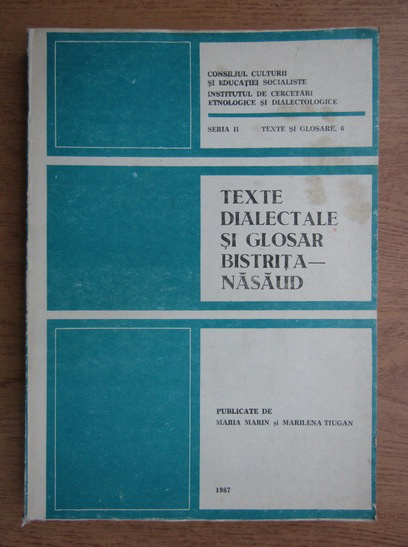 CONSILIUL CULTURII
ȘI EDUCAȚIEI SOCIALISTE
INSTITUTUL DE CERCETĂRI
ETNOLOGICE ȘI DIALECTOLOGICE
SERIA II TEXTE ȘI GLOSARE, 6
TEXTE
DIALECTALE
ȘI GLOSAR
BISTRIȚA—
NĂSĂUD
PUBLICATE DE
MARIA MARIN și MARILENA TIUGAN
1987